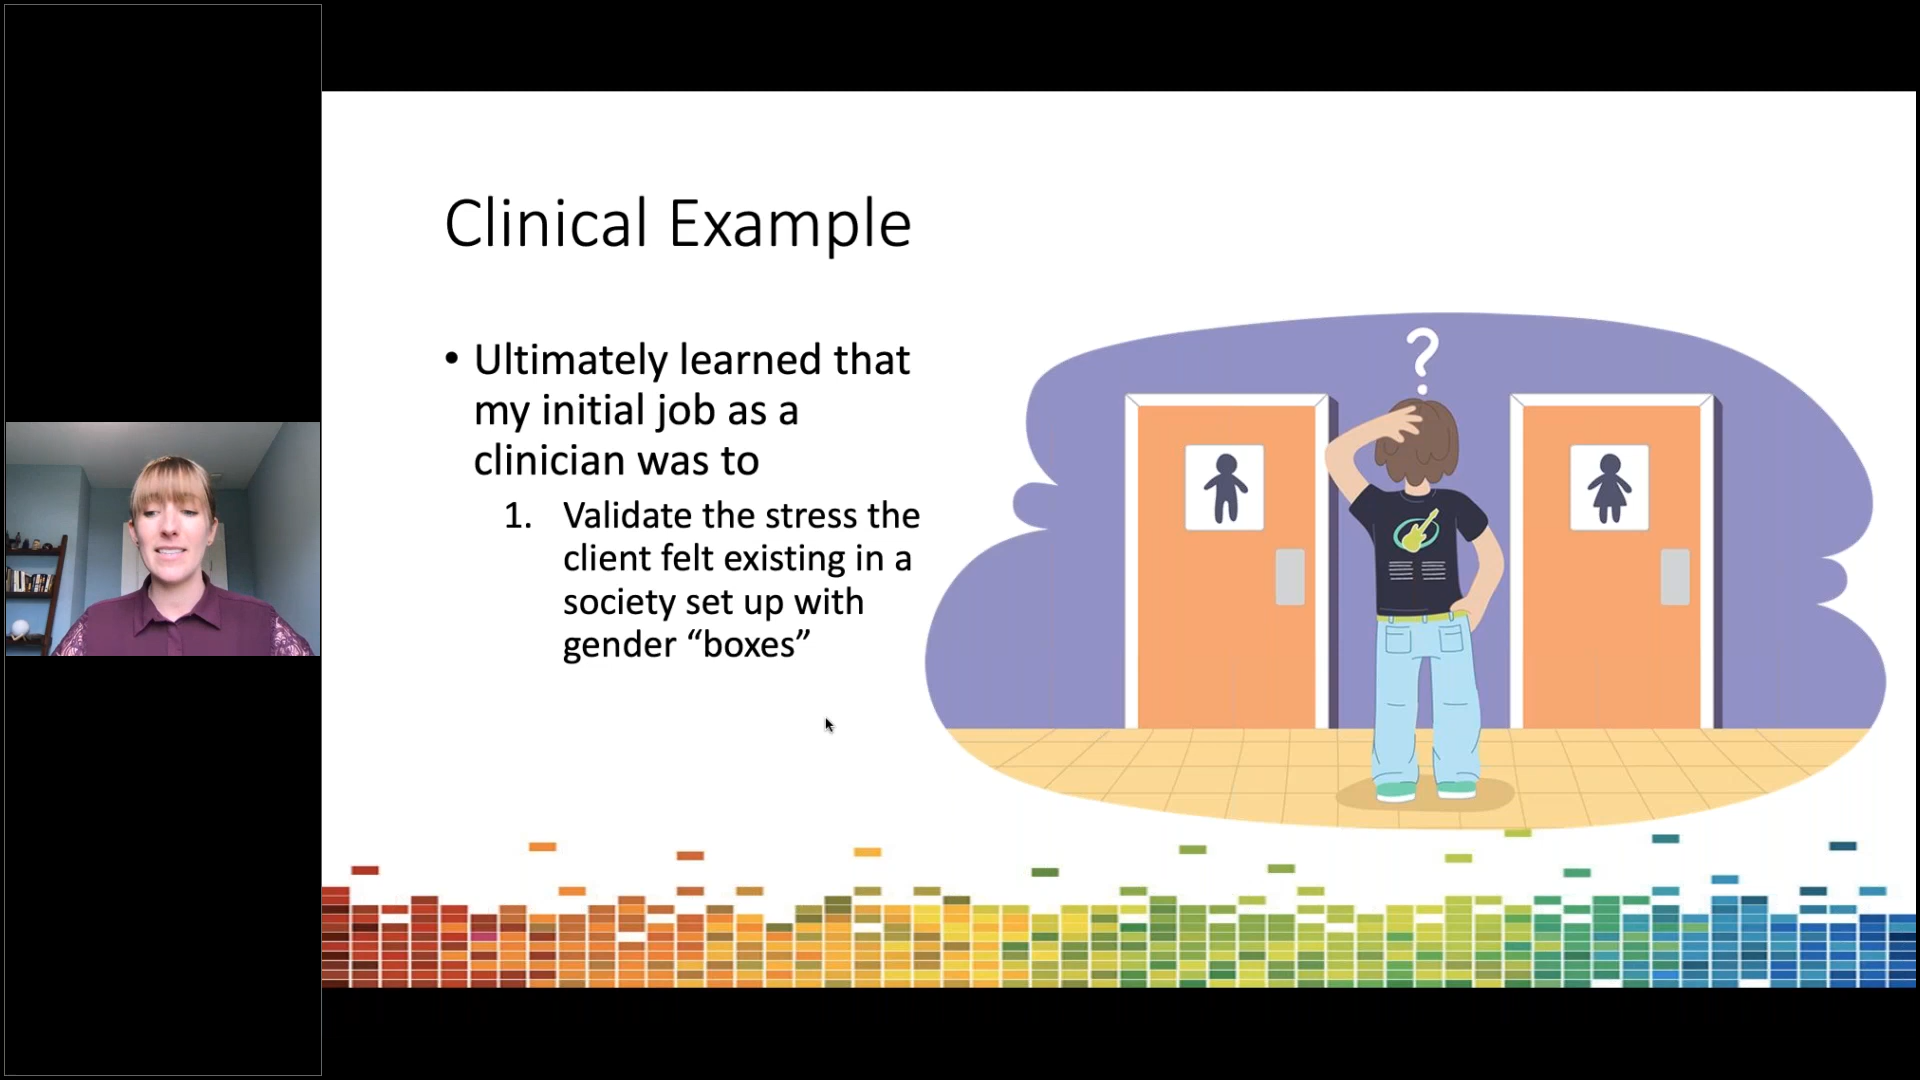 Clinical Example
• Ultimately learned that
my initial job as a
clinician was to
1. Validate the stress the
client felt existing in a
society set up with
gender “boxes”
?